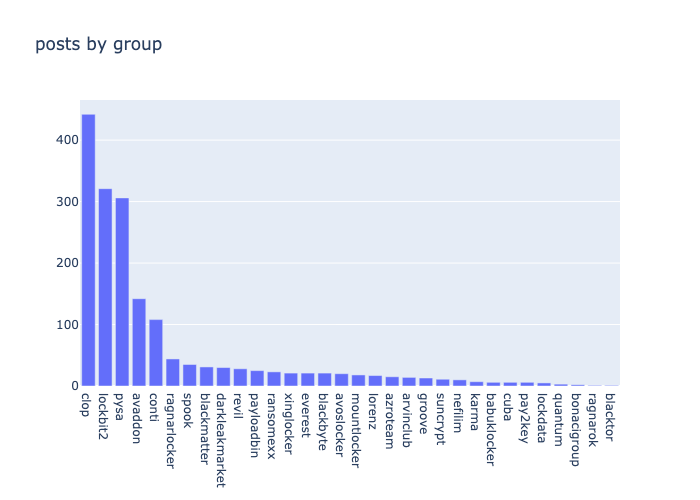 posts by group
400
300
200
100
0
clop
lockbit2
pysa
avaddon
conti
ragnarlocker
spook
blackmatter
darkleakmarket
revil
payloadbin
ransomexx
xinglocker
everest
blackbyte
avoslocker
mountlocker
lorenz
azroteam
arvinclub
groove
suncrypt
nefilim
karma
babuklocker
cuba
pay2key
lockdata
quantum
bonacigroup
ragnarok
blacktor